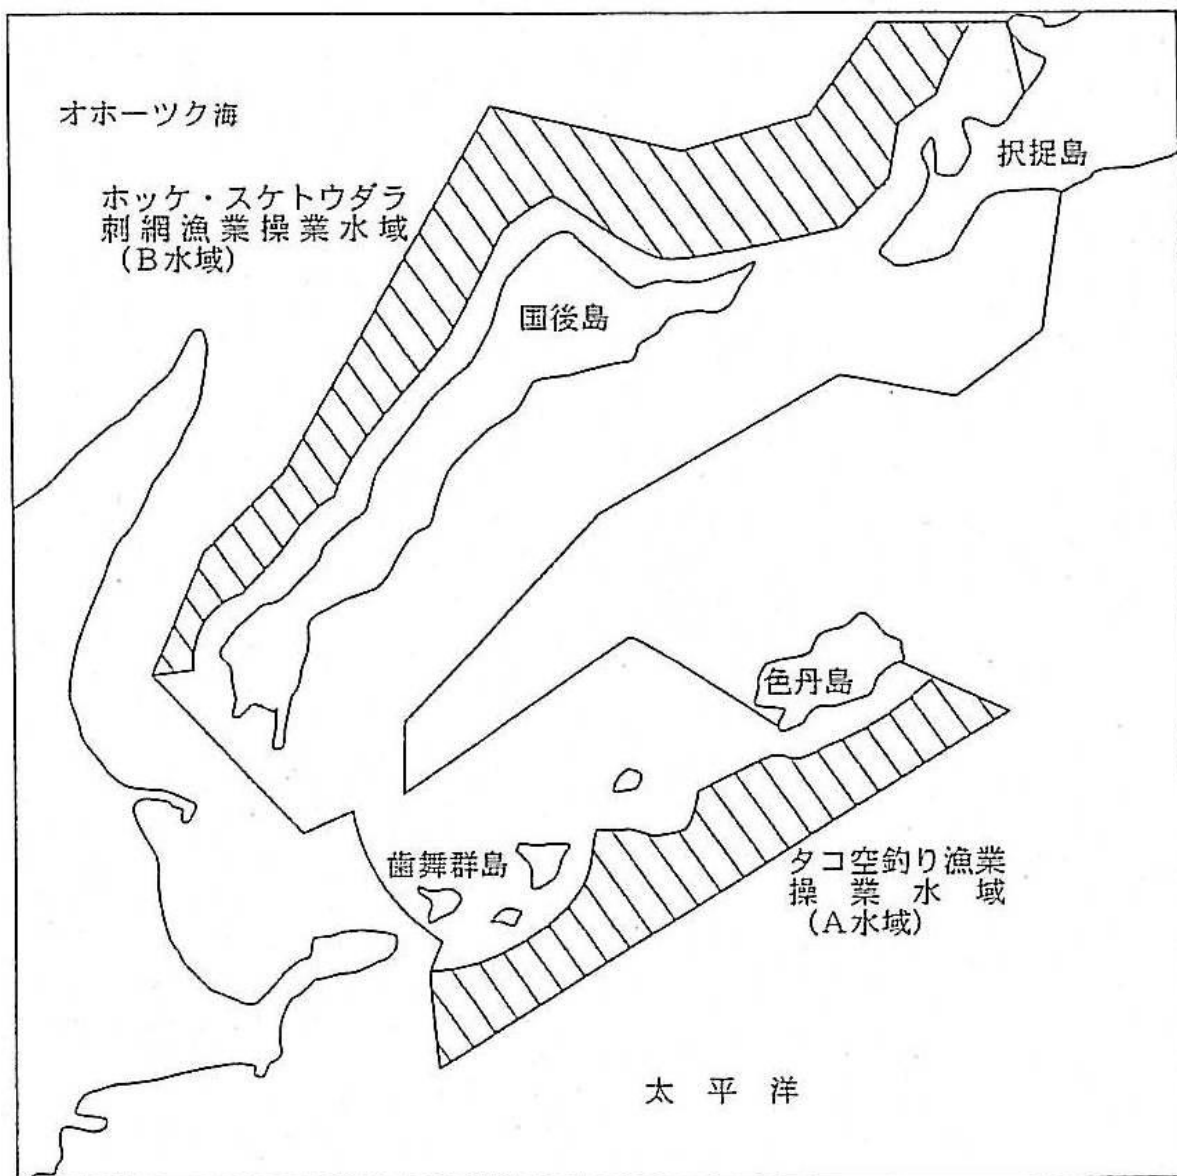 オホーツク海
ホッケ・スケトウダラ
刺網漁業操業水域
(B水域)
択捉島
国後島
色丹島
歯舞群島
タコ空釣り漁業
操業水域
(A水域)
太平洋